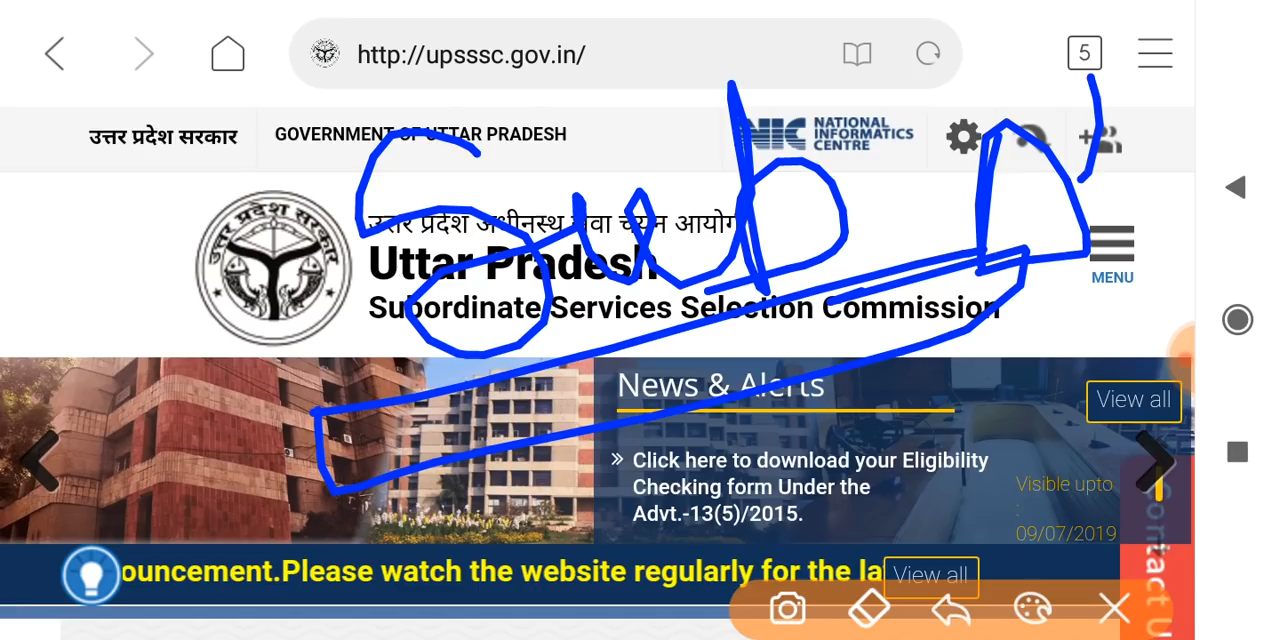 http://upsssc.gov.in/
5
उत्तर प्रदेश सरकार
GOVERNMENT OF UTTAR PRADESH
NIC NATIONAL
INFORMATICS
CENTRE
उत्तर प्रदेश अधीनस्थ सेवा चयन आयोग
Uttar Pradesh
Subordinate Services Selection Commission
MENU
Sub
News & Alerts
View all
» Click here to download your Eligibility
Checking form Under the
Advt.-13(5)/2015.
Visible upto
:
09/07/2019
ouncement.Please watch the website regularly for the la
View all
Contact U